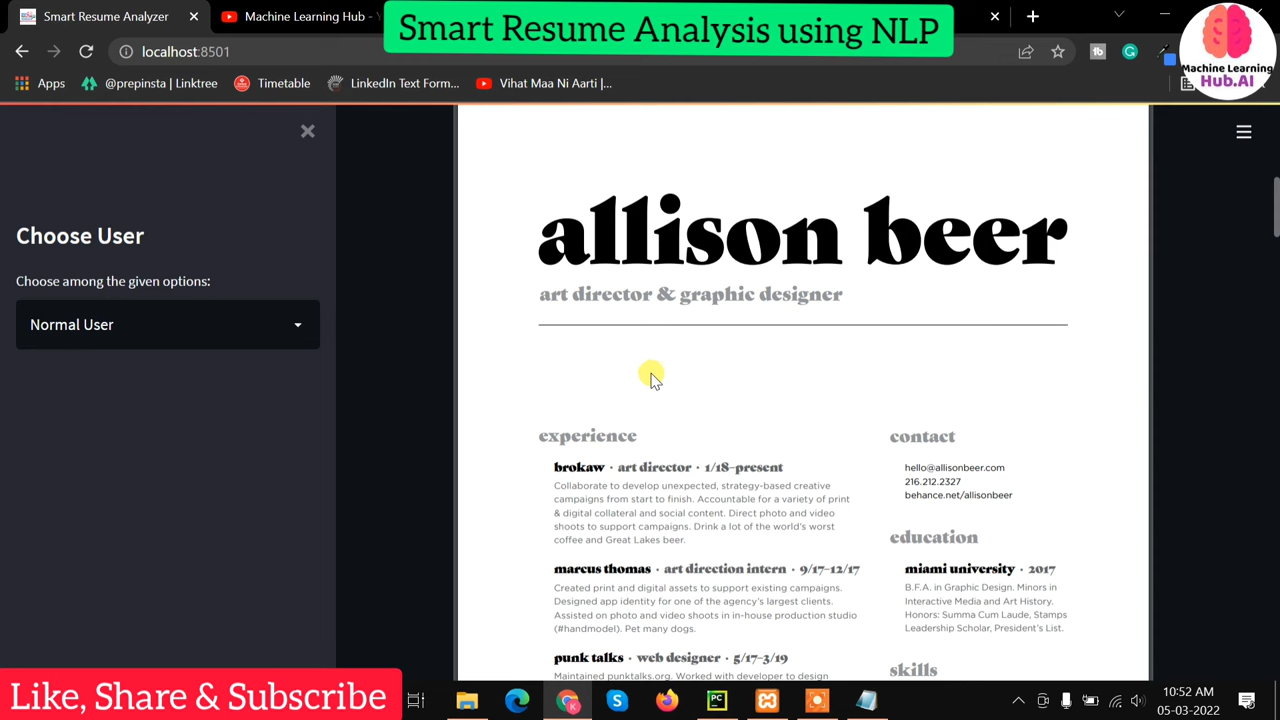 Smart Resume Analyzer
Machine Learning Hub - Y
Smart Resume Analysis using NLP
localhost:8501
Machine Learning
Hub.AI
Apps
@prepinsta | Linktree
Timetable
LinkedIn Text Form...
Vihat Maa Ni Aarti |...
Choose User
Choose among the given options:
Normal User
allison beer
art director & graphic designer
experience
brokaw · art director · 1/18–present
Collaborate to develop unexpected, strategy-based creative
campaigns from start to finish. Accountable for a variety of print
& digital collateral and social content. Direct photo and video
shoots to support campaigns. Drink a lot of the world's worst
coffee and Great Lakes beer.
marcus thomas · art direction intern · 9/17–12/17
Created print and digital assets to support existing campaigns.
Designed app identity for one of the agency's largest clients.
Assisted on photo and video shoots in in-house production studio
(#handmodel). Pet many dogs.
punk talks · web designer · 5/17–3/19
Maintained punktalks.org. Worked with developer to design
contact
hello@allisonbeer.com
216.212.2327
behance.net/allisonbeer
education
miami university · 2017
B.F.A. in Graphic Design. Minors in
Interactive Media and Art History.
Honors: Summa Cum Laude, Stamps
Leadership Scholar, President's List.
skills
Like, Share & Subscribe
10:52 AM
05-03-2022